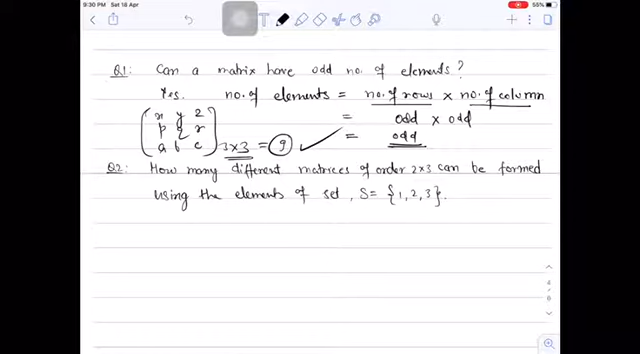 9:30 PM Sat 18 Apr
55%
T
Q1: Can a matrix have odd no. of elements?
Yes. no. of elements = no. of rows × no. of column
x y z = odd × odd
p q r = odd
a b c 3×3 = 9
Q2: How many different matrices of order 2×3 can be formed
using the elements of set, S = {1, 2, 3}.